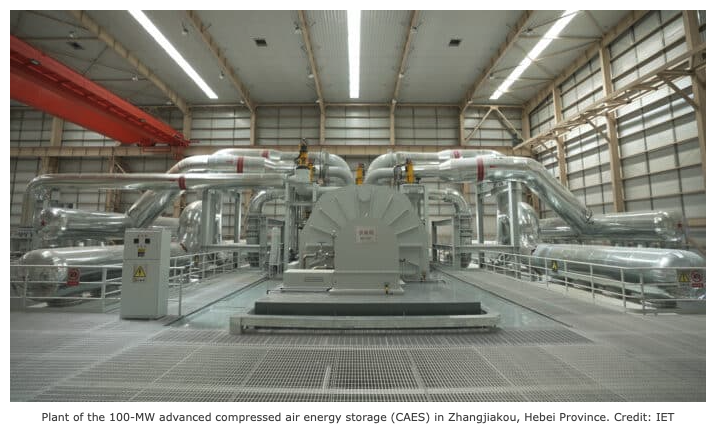 Plant of the 100-MW advanced compressed air energy storage (CAES) in Zhangjiakou, Hebei Province. Credit: IET